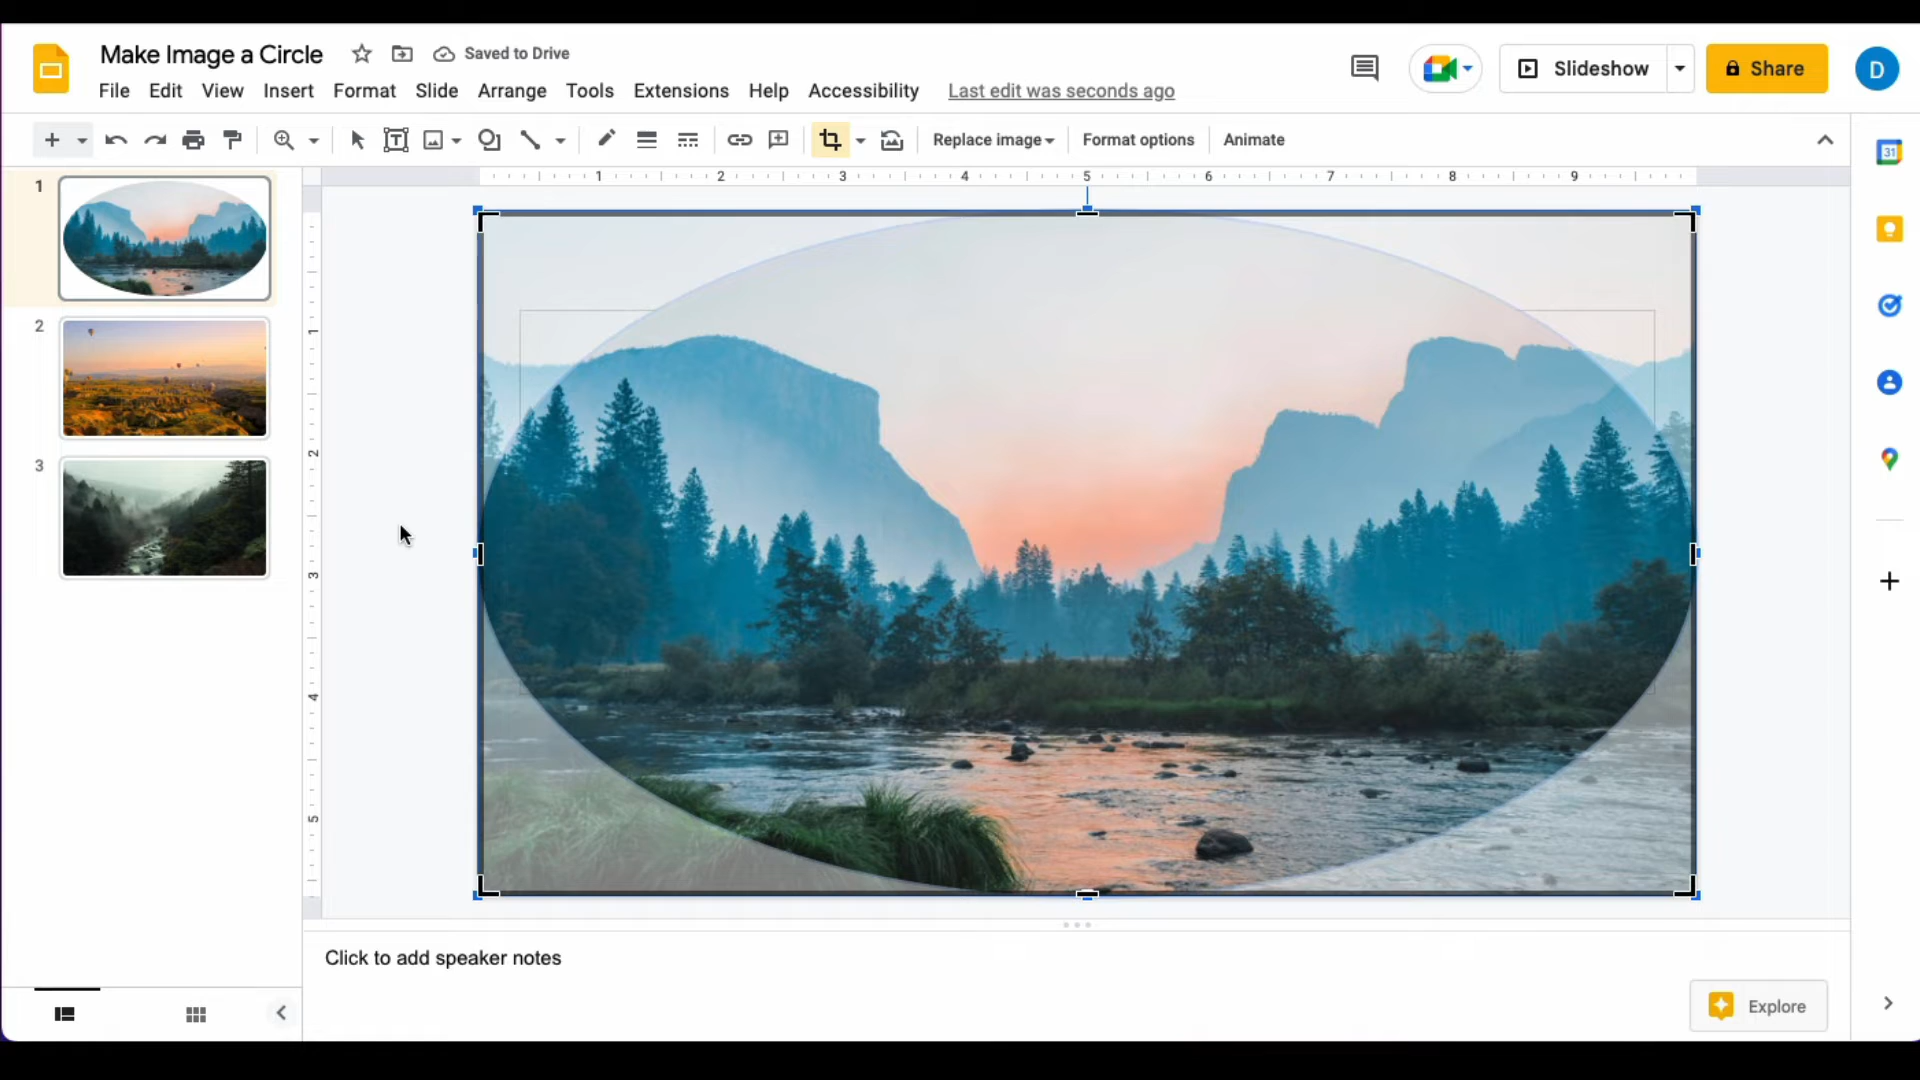 Make Image a Circle
Saved to Drive
File Edit View Insert Format Slide Arrange Tools Extensions Help Accessibility Last edit was seconds ago
Slideshow
Share
D
Replace image
Format options
Animate
1 2 3 4 5 6 7 8 9
31
1
2
3
1
2
3
4
5
Click to add speaker notes
Explore